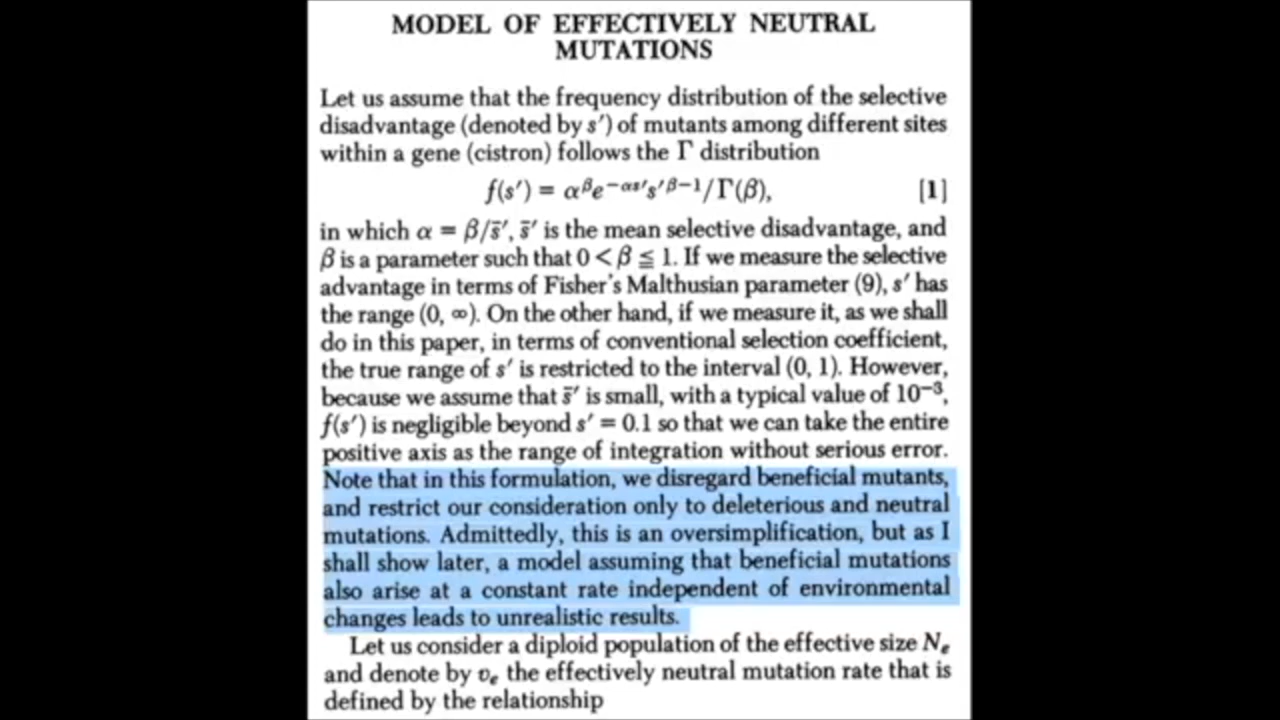 MODEL OF EFFECTIVELY NEUTRAL
MUTATIONS
Let us assume that the frequency distribution of the selective
disadvantage (denoted by s′) of mutants among different sites
within a gene (cistron) follows the Γ distribution
f(s′) = α^β e^{−αs′} s′^{β−1}/Γ(β), [1]
in which α = β/s̄′, s̄′ is the mean selective disadvantage, and
β is a parameter such that 0 < β ≦ 1. If we measure the selective
advantage in terms of Fisher's Malthusian parameter (9), s′ has
the range (0, ∞). On the other hand, if we measure it, as we shall
do in this paper, in terms of conventional selection coefficient,
the true range of s′ is restricted to the interval (0, 1). However,
because we assume that s̄′ is small, with a typical value of 10⁻³,
f(s′) is negligible beyond s′ = 0.1 so that we can take the entire
positive axis as the range of integration without serious error.
Note that in this formulation, we disregard beneficial mutants,
and restrict our consideration only to deleterious and neutral
mutations. Admittedly, this is an oversimplification, but as I
shall show later, a model assuming that beneficial mutations
also arise at a constant rate independent of environmental
changes leads to unrealistic results.
Let us consider a diploid population of the effective size Nₑ
and denote by vₑ the effectively neutral mutation rate that is
defined by the relationship